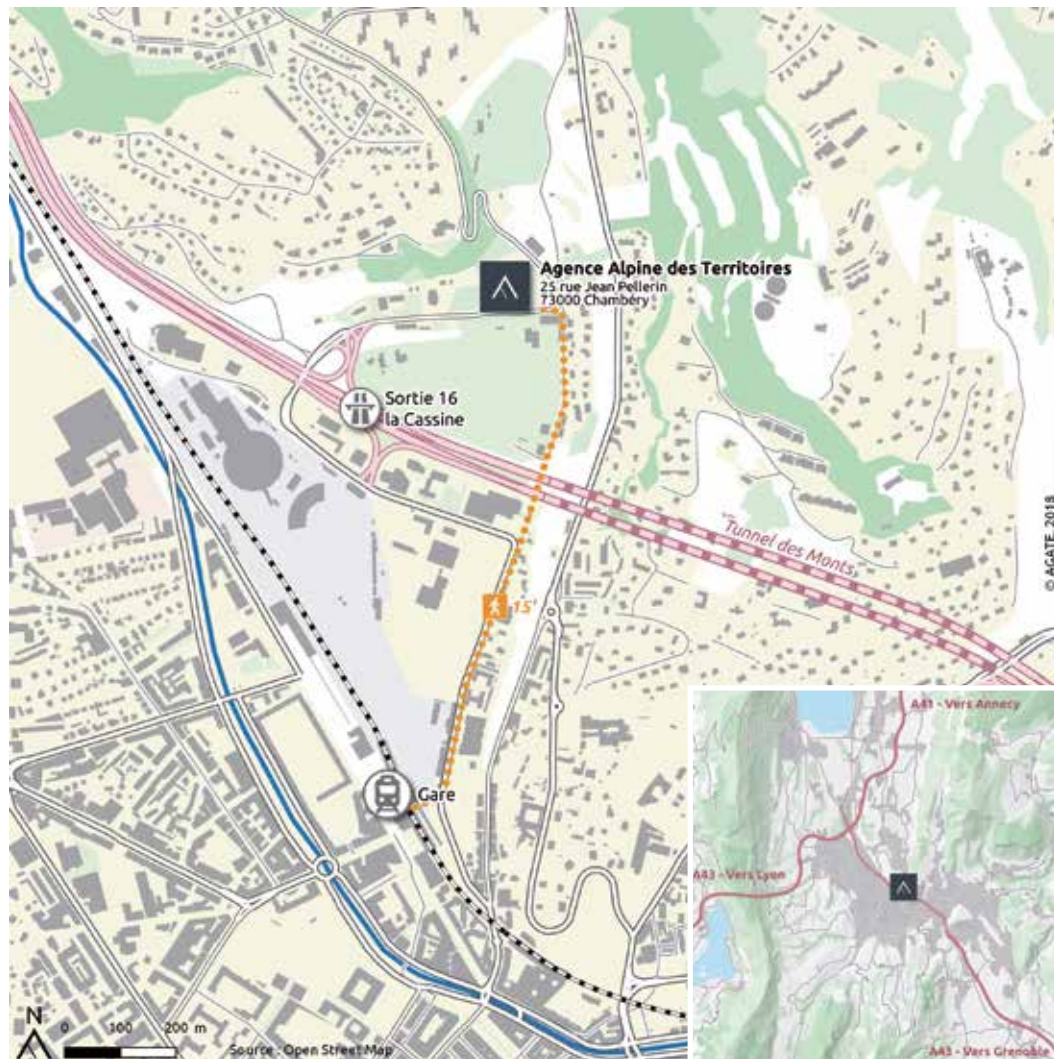 Agence Alpine des Territoires
25 rue Jean Pellerin
73000 Chambéry
Sortie 16
la Cassine
Tunnel des Monts
© AGATE 2018
15'
Gare
A41 - Vers Annecy
A43 - Vers Lyon
A43 - Vers Grenoble
N
0 100 200 m
Source : Open Street Map